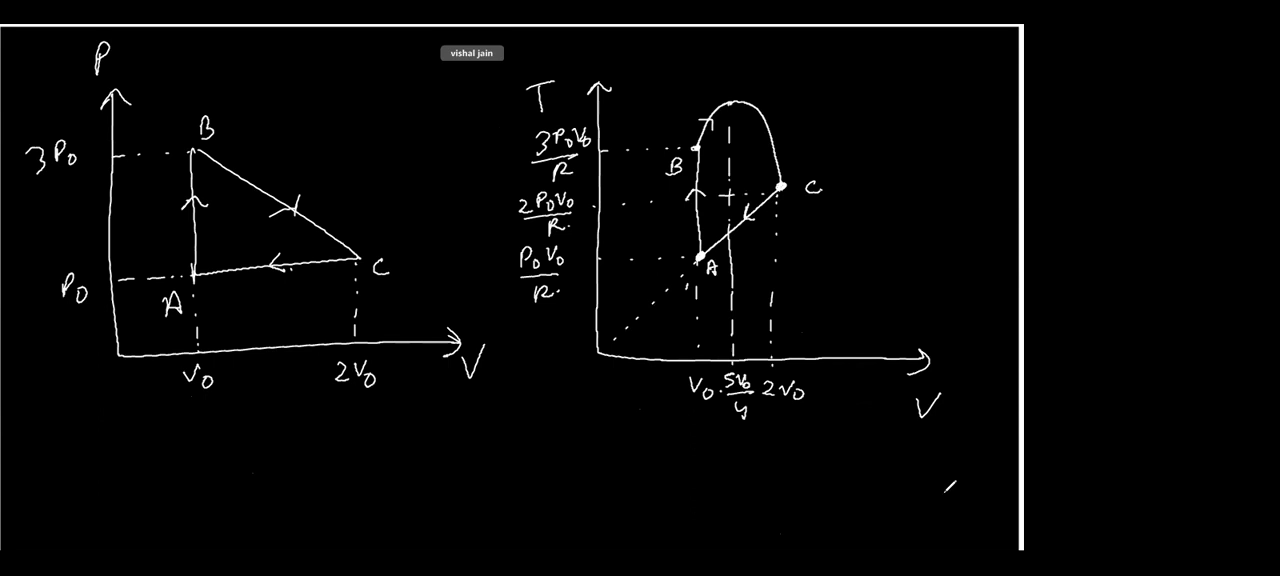 vishal jain
P
3P₀
P₀
B
A
C
V₀
2V₀
V
T
3P₀V₀
R
2P₀V₀
R.
P₀V₀
R.
B
C
A
V₀
5V₀
4
2V₀
V